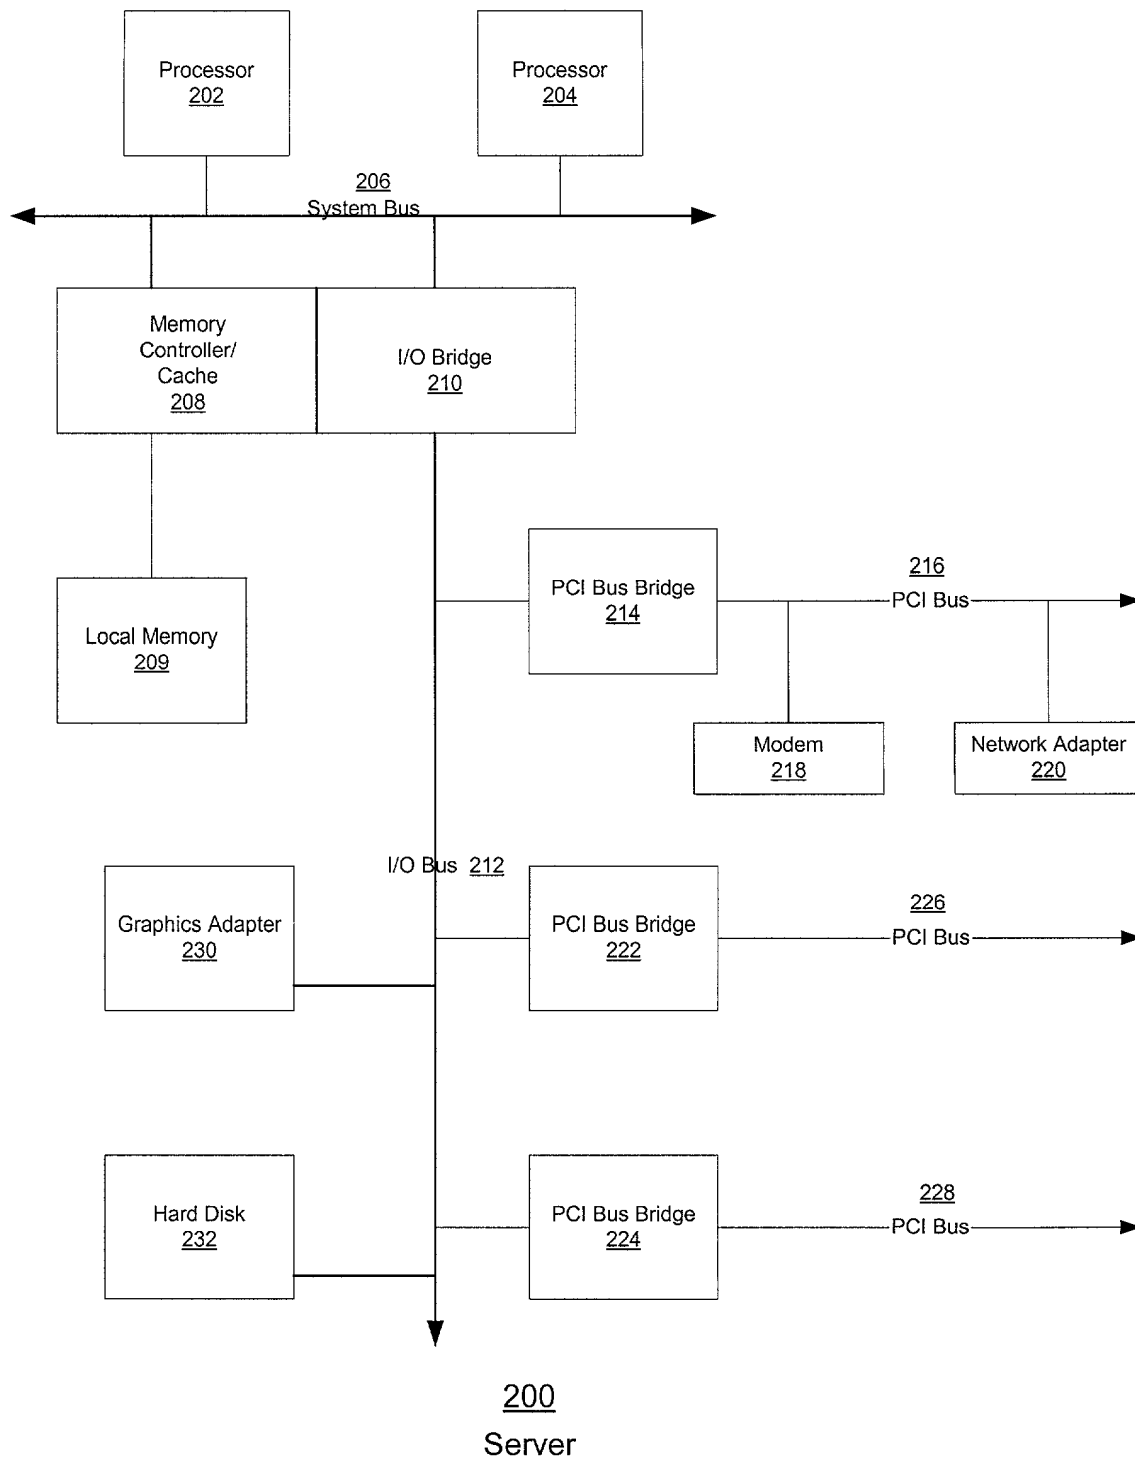 Processor
202
Processor
204
206
System Bus
Memory
Controller/
Cache
208
I/O Bridge
210
PCI Bus Bridge
214
216
PCI Bus
Local Memory
209
Modem
218
Network Adapter
220
I/O Bus 212
Graphics Adapter
230
PCI Bus Bridge
222
226
PCI Bus
Hard Disk
232
PCI Bus Bridge
224
228
PCI Bus
200
Server